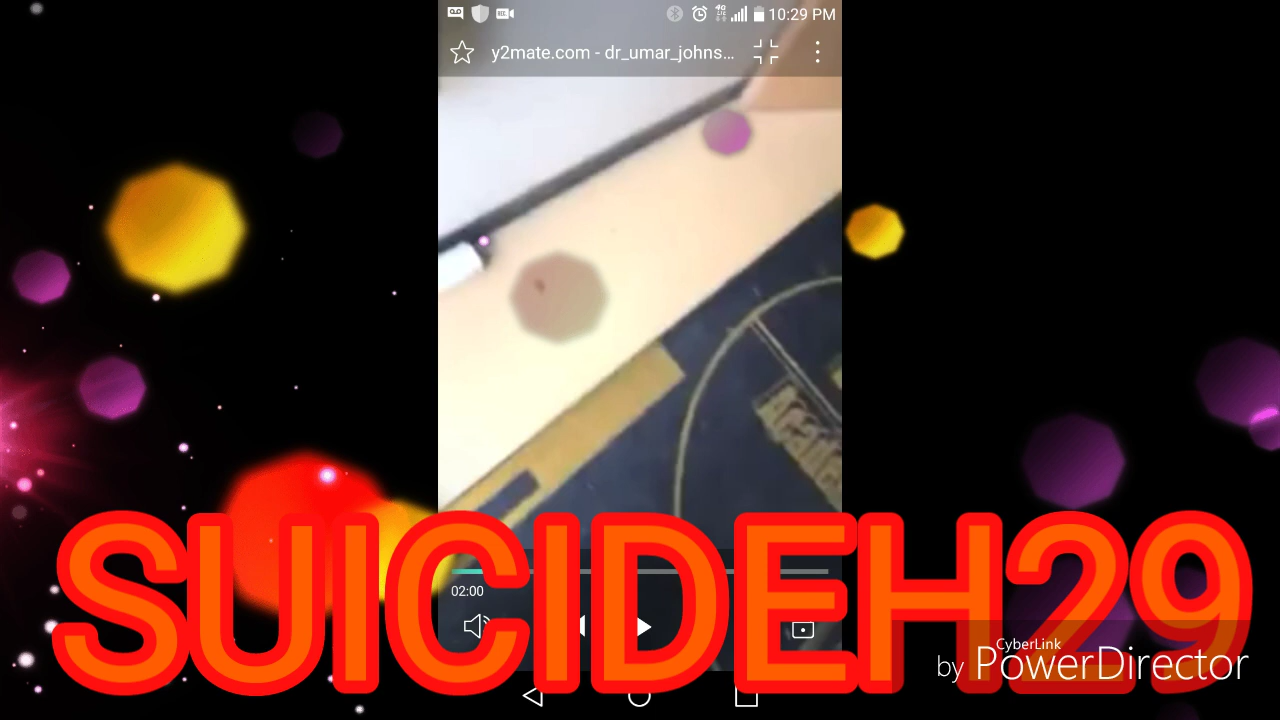 10:29 PM
y2mate.com - dr_umar_johns...
02:00
SUICIDEH29
CyberLink
by PowerDirector